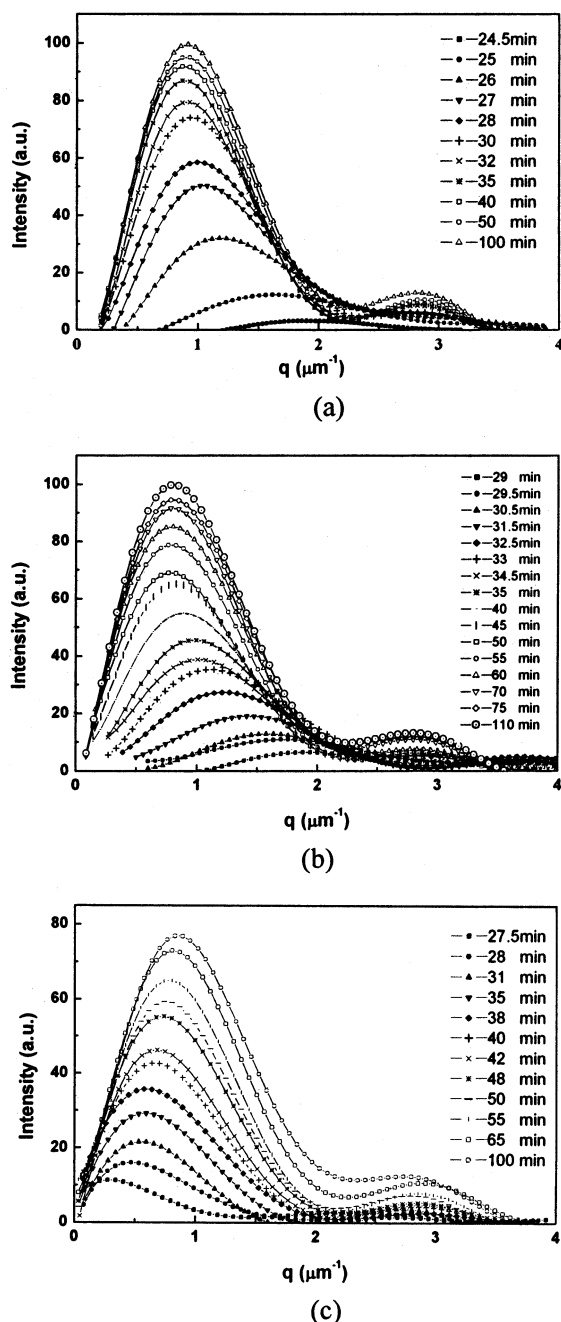 100
80
60
40
20
0
Intensity (a.u.)
24.5min
25 min
26 min
27 min
28 min
30 min
32 min
35 min
40 min
50 min
100 min
0 1 2 3 4
q (μm⁻¹)
(a)
100
80
60
40
20
0
Intensity (a.u.)
29 min
29.5min
30.5min
31.5min
32.5min
33 min
34.5min
35 min
40 min
45 min
50 min
55 min
60 min
70 min
75 min
110 min
0 1 2 3 4
q (μm⁻¹)
(b)
80
60
40
20
0
Intensity (a.u.)
27.5min
28 min
31 min
35 min
38 min
40 min
42 min
48 min
50 min
55 min
65 min
100 min
0 1 2 3 4
q (μm⁻¹)
(c)